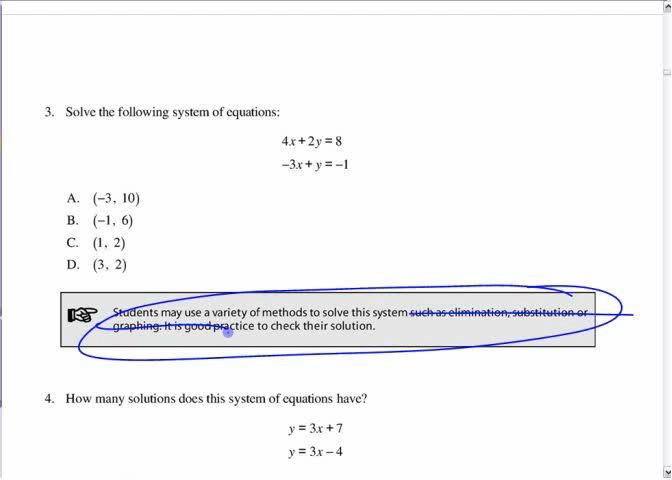 3. Solve the following system of equations:
4x + 2y = 8
−3x + y = −1
A. (−3, 10)
B. (−1, 6)
C. (1, 2)
D. (3, 2)
Students may use a variety of methods to solve this system such as elimination, substitution or
graphing. It is good practice to check their solution.
4. How many solutions does this system of equations have?
y = 3x + 7
y = 3x − 4